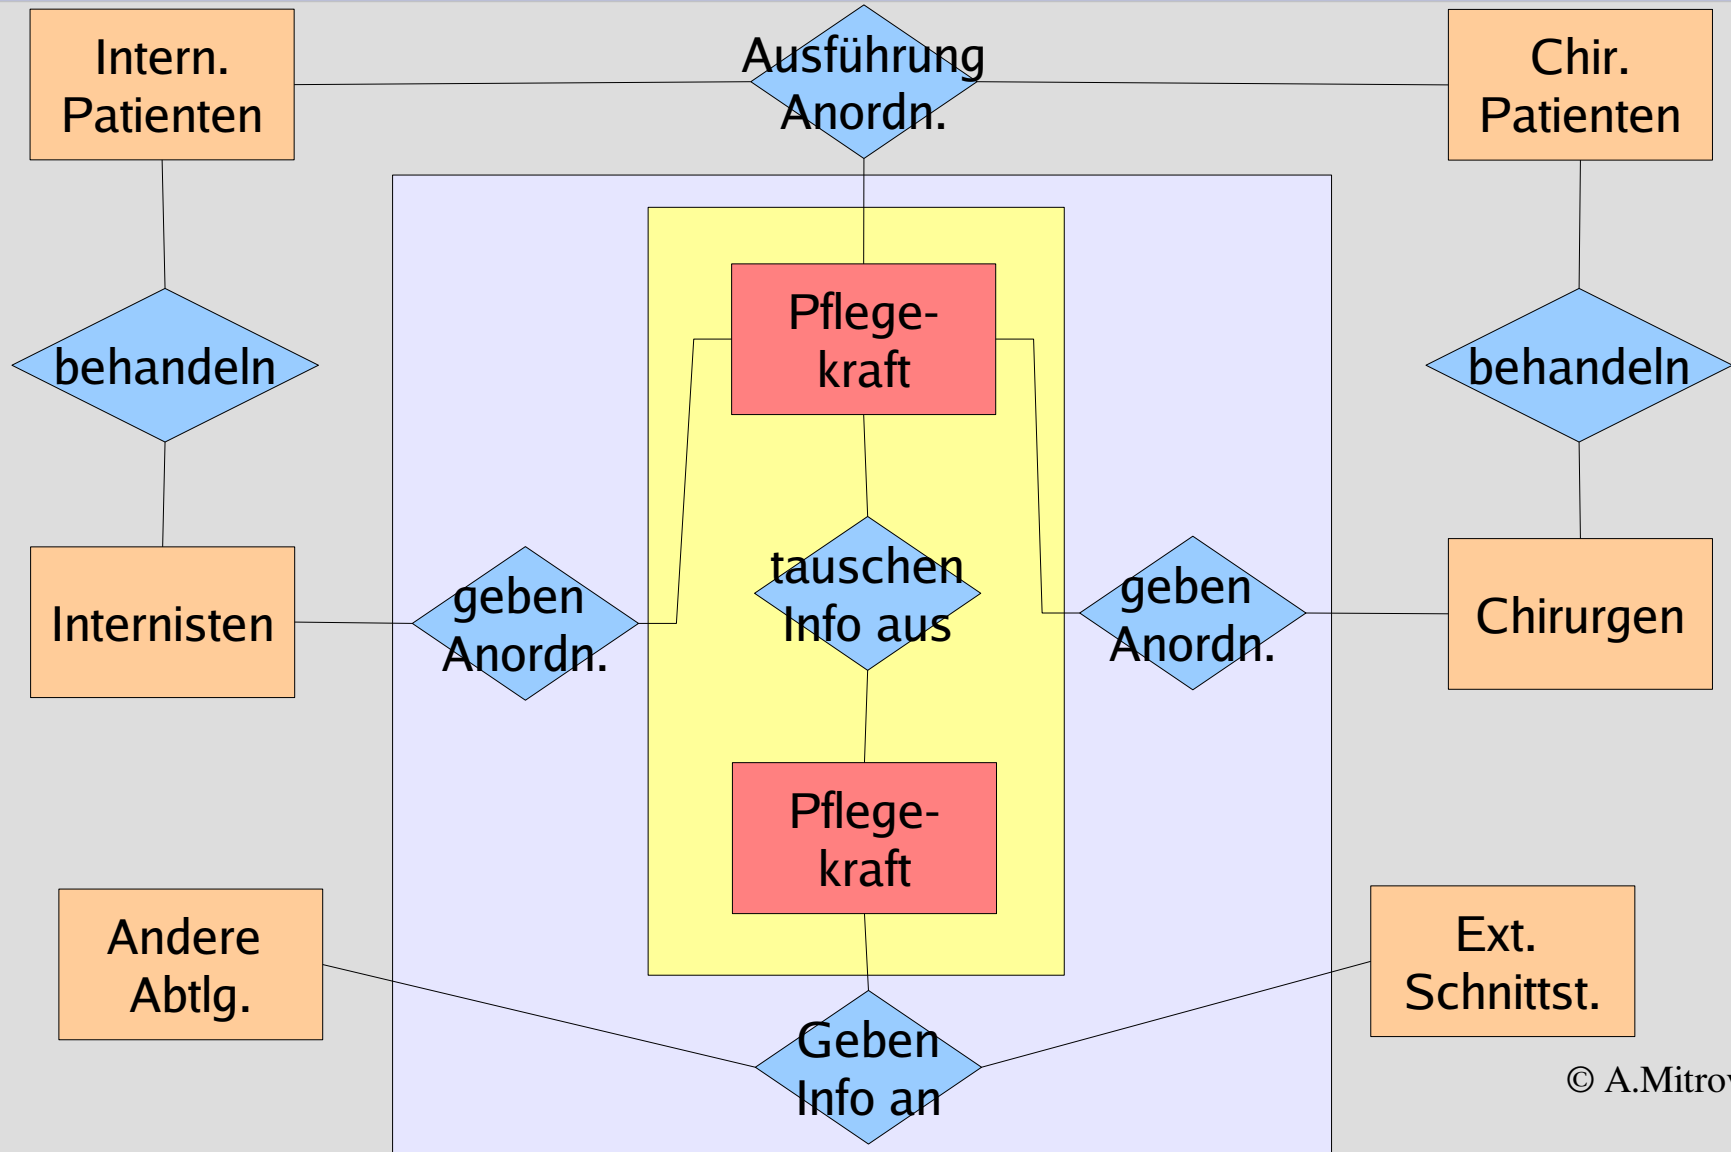 Intern.
Patienten
Ausführung
Anordn.
Chir.
Patienten
Pflege-
kraft
behandeln
behandeln
Internisten
geben
Anordn.
tauschen
Info aus
geben
Anordn.
Chirurgen
Pflege-
kraft
Andere
Abtlg.
Ext.
Schnittst.
Geben
Info an
© A.Mitrov